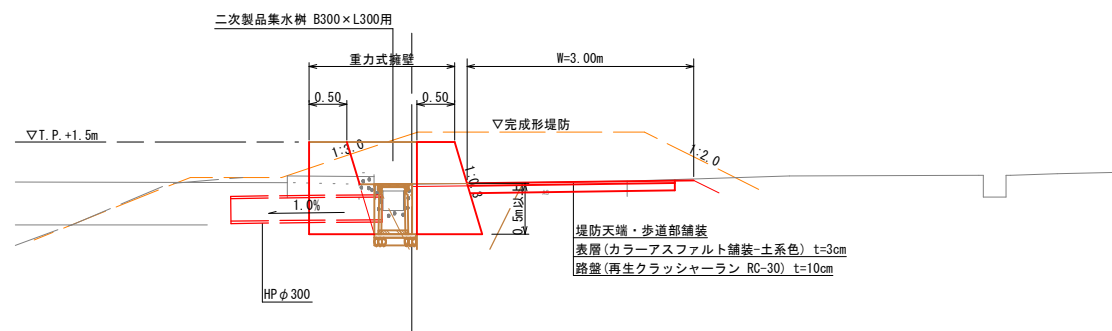 二次製品集水桝 B300×L300用
重力式擁壁
W=3.00m
0.50
0.50
▽T.P.+1.5m
▽完成形堤防
1:3.0
1:2.0
1:0.3
1.0%
0.5m以上
堤防天端・歩道部舗装
表層(カラーアスファルト舗装-土系色) t=3cm
路盤(再生クラッシャーラン RC-30) t=10cm
HPφ300